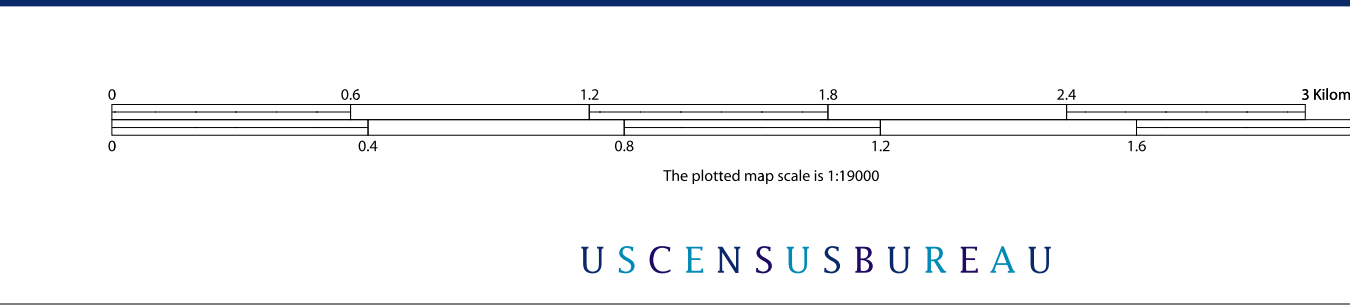 0 0.6 1.2 1.8 2.4 3 Kilom
0 0.4 0.8 1.2 1.6
The plotted map scale is 1:19000
USCENSUSBUREAU